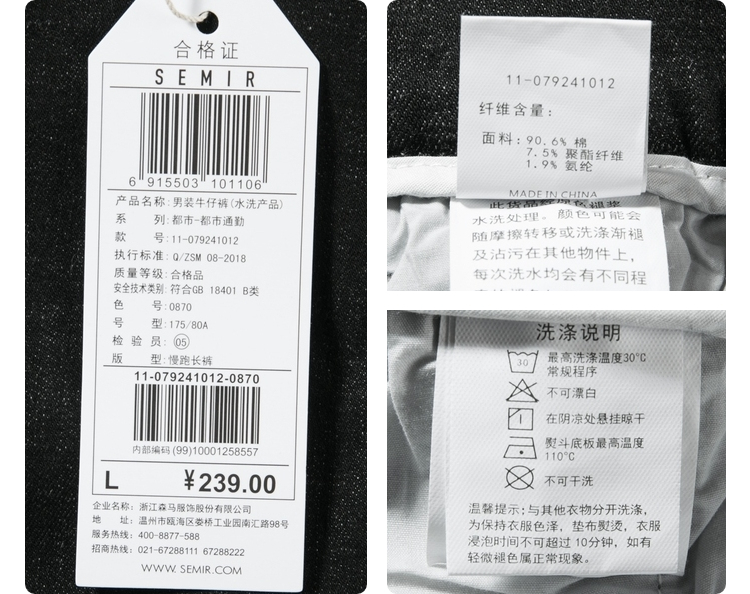 合格证
SEMIR
6 915503 101106
产品名称: 男装牛仔裤(水洗产品)
系 列: 都市-都市通勤
款 号: 11-079241012
执行标准: Q/ZSM 08-2018
质量等级: 合格品
安全技术类别: 符合GB 18401 B类
色 号: 0870
号 型: 175/80A
检 验 员: 05
版 型: 慢跑长裤
11-079241012-0870
内部编码(99)10001258557
L ¥239.00
企业名称: 浙江森马服饰股份有限公司
地 址: 温州市瓯海区娄桥工业园南汇路98号
服务热线: 400-8877-588
招商热线: 021-67288111 67288222
WWW. SEMIR.COM
11-079241012
纤维含量:
面料: 90.6% 棉
7.5% 聚酯纤维
1.9% 氨纶
MADE IN CHINA
水洗处理。颜色可能会
随摩擦转移或洗涤渐褪
及沾污在其他物件上,
每次洗水均会有不同程
洗涤说明
30 最高洗涤温度30°C
常规程序
不可漂白
在阴凉处悬挂晾干
熨斗底板最高温度
110°C
不可干洗
温馨提示: 与其他衣物分开洗涤,
为保持衣服色泽, 垫布熨烫, 衣服
浸泡时间不可超过10分钟, 如有
轻微褪色属正常现象。